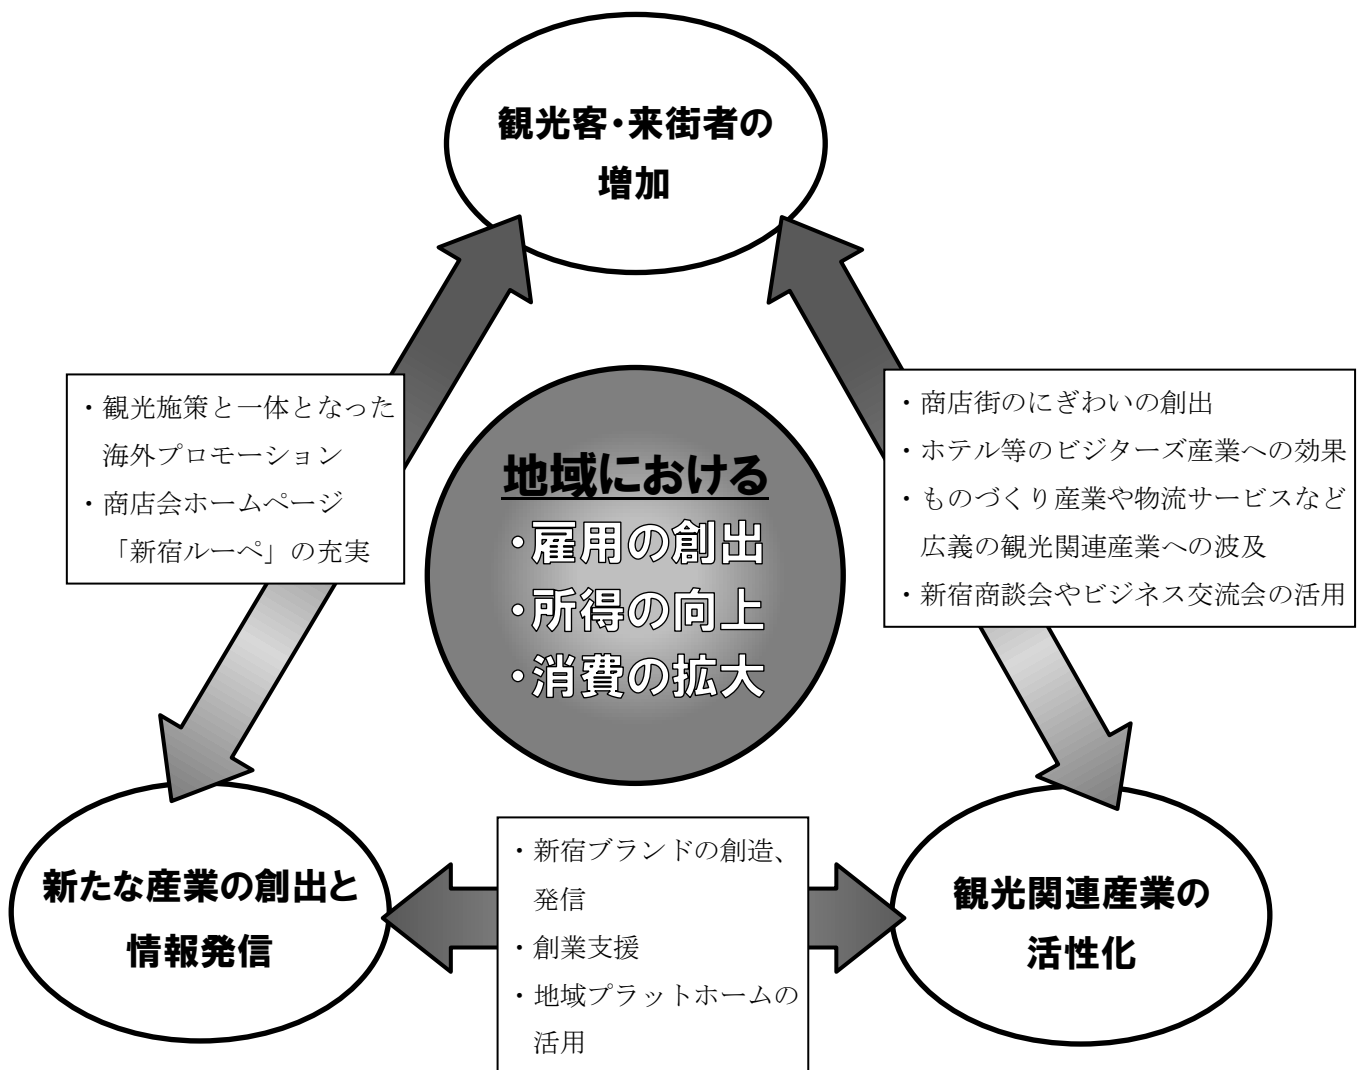 観光客・来街者の
増加
・観光施策と一体となった
海外プロモーション
・商店会ホームページ
「新宿ルーペ」の充実
・商店街のにぎわいの創出
・ホテル等のビジターズ産業への効果
・ものづくり産業や物流サービスなど
広義の観光関連産業への波及
・新宿商談会やビジネス交流会の活用
地域における
・雇用の創出
・所得の向上
・消費の拡大
新たな産業の創出と
情報発信
・新宿ブランドの創造、
発信
・創業支援
・地域プラットホームの
活用
観光関連産業の
活性化